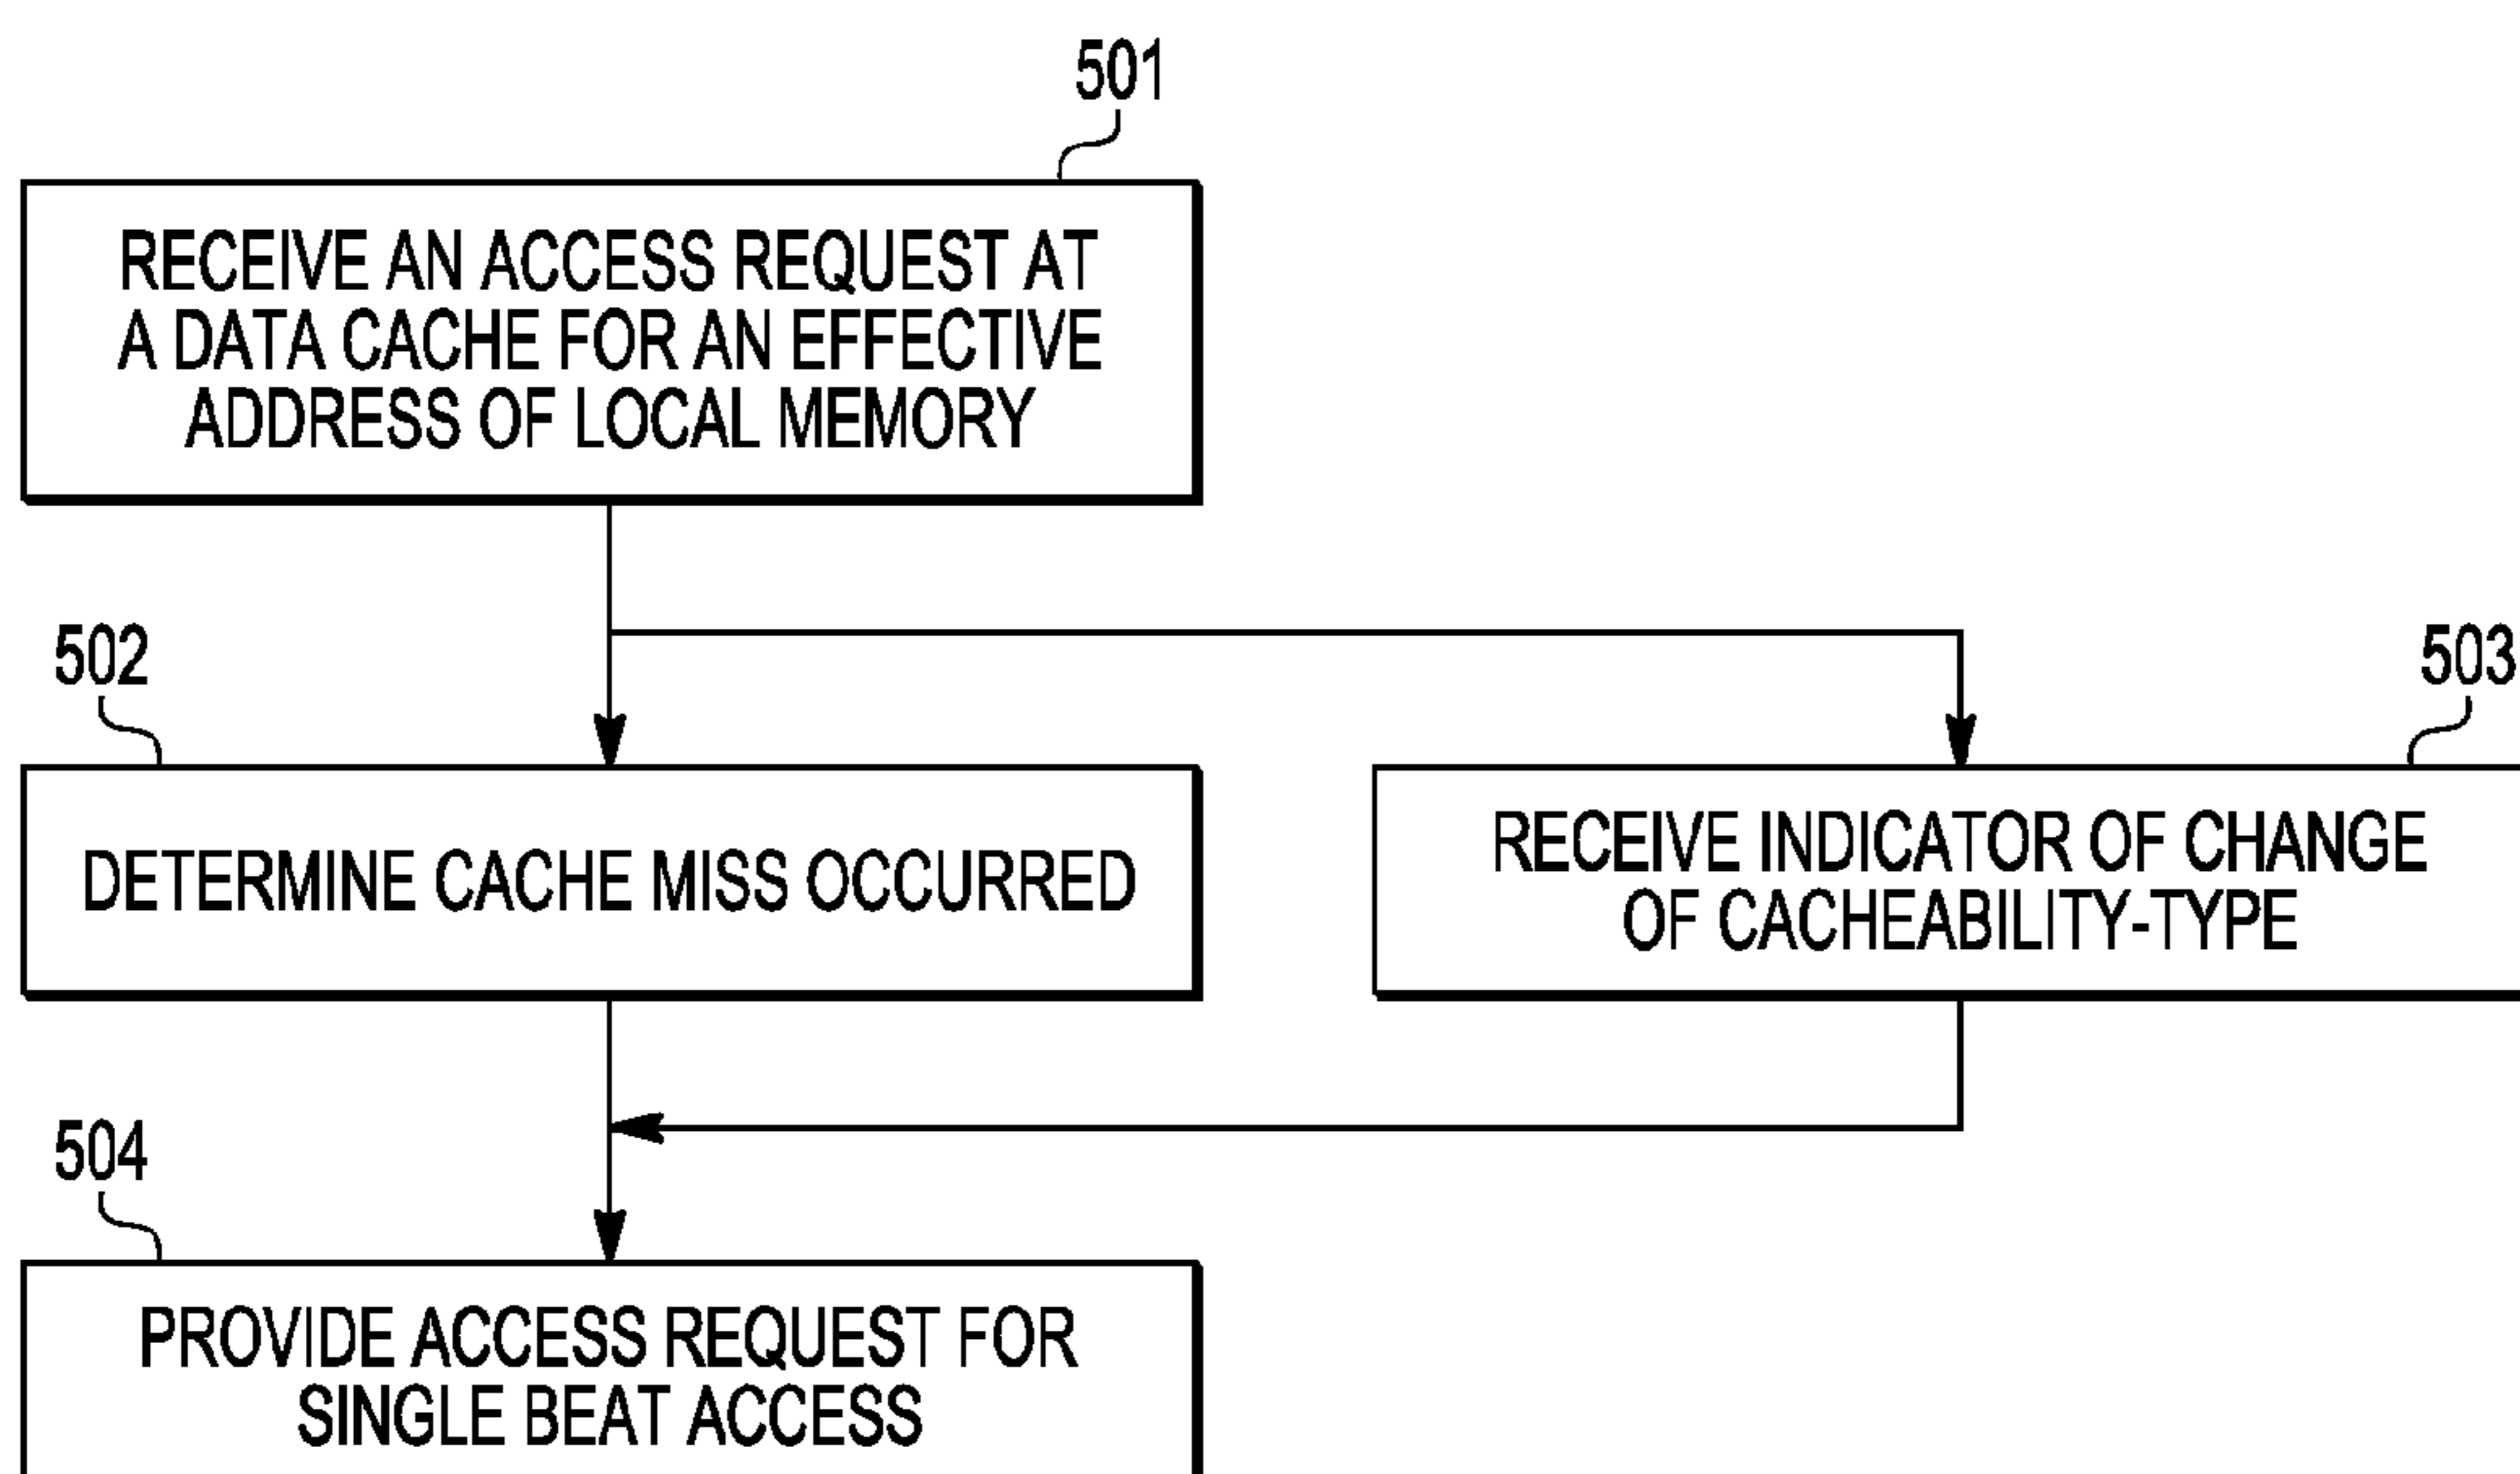 501
RECEIVE AN ACCESS REQUEST AT
A DATA CACHE FOR AN EFFECTIVE
ADDRESS OF LOCAL MEMORY
502
DETERMINE CACHE MISS OCCURRED
503
RECEIVE INDICATOR OF CHANGE
OF CACHEABILITY-TYPE
504
PROVIDE ACCESS REQUEST FOR
SINGLE BEAT ACCESS